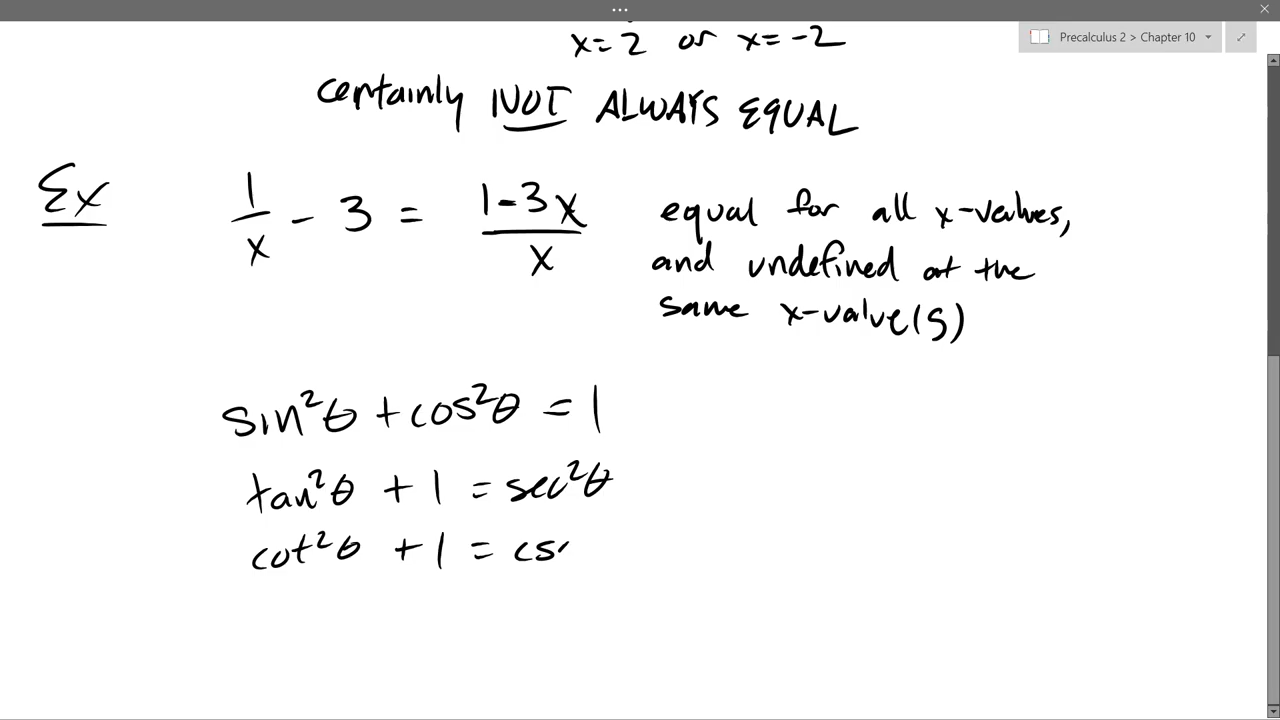 Precalculus 2 > Chapter 10
x=2 or x=-2
certainly NOT ALWAYS EQUAL
Ex 1/x - 3 = (1-3x)/x equal for all x-values,
and undefined at the
same x-value(s)
sin²θ + cos²θ = 1
tan²θ + 1 = sec²θ
cot²θ + 1 = cs